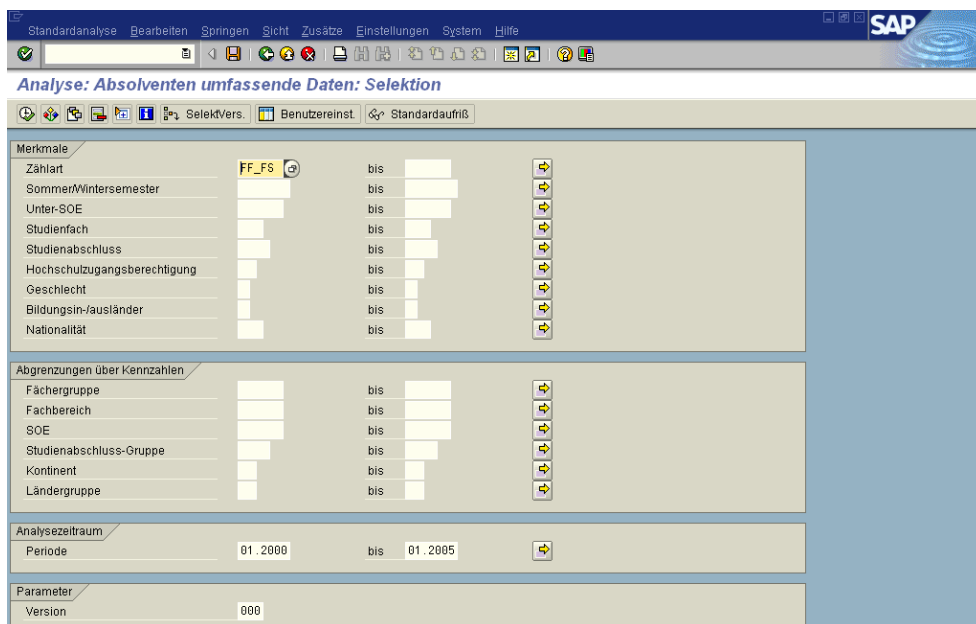 Standardanalyse Bearbeiten Springen Sicht Zusätze Einstellungen System Hilfe
SAP
Analyse: Absolventen umfassende Daten: Selektion
SelektVers. Benutzereinst. Standardaufriß
Merkmale
Zählart FF_FS bis
Sommer/Wintersemester bis
Unter-SOE bis
Studienfach bis
Studienabschluss bis
Hochschulzugangsberechtigung bis
Geschlecht bis
Bildungsin-/ausländer bis
Nationalität bis
Abgrenzungen über Kennzahlen
Fächergruppe bis
Fachbereich bis
SOE bis
Studienabschluss-Gruppe bis
Kontinent bis
Ländergruppe bis
Analysezeitraum
Periode 01.2000 bis 01.2005
Parameter
Version 000